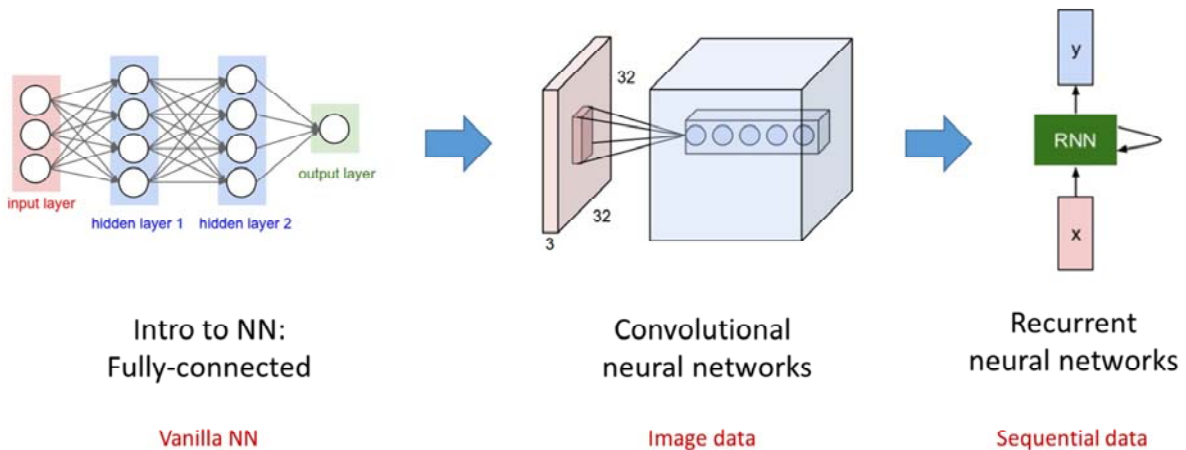 input layer
hidden layer 1
hidden layer 2
output layer
32
32
3
y
RNN
x
Intro to NN:
Fully-connected
Convolutional
neural networks
Recurrent
neural networks
Vanilla NN
Image data
Sequential data